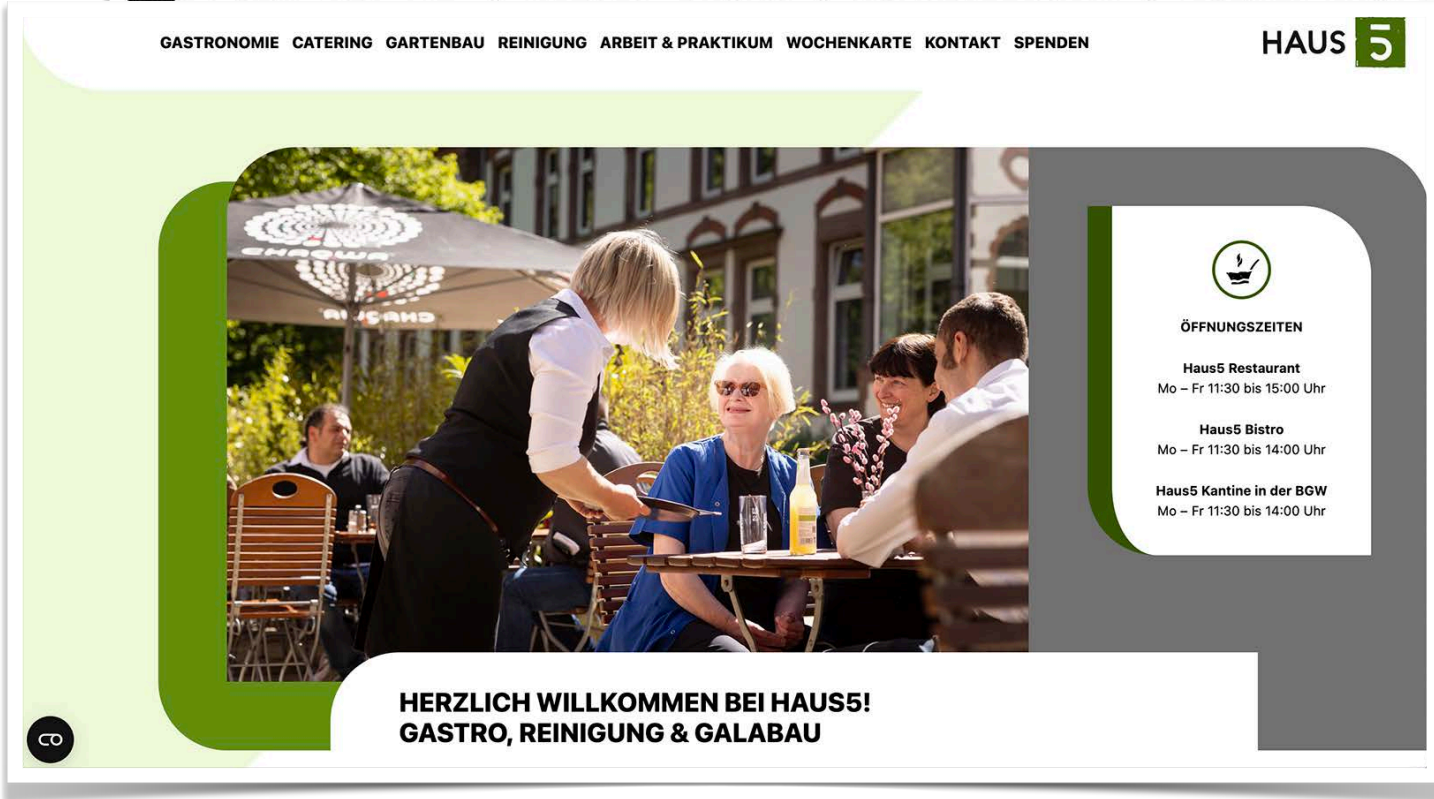 GASTRONOMIE CATERING GARTENBAU REINIGUNG ARBEIT & PRAKTIKUM WOCHENKARTE KONTAKT SPENDEN
HAUS 5
ÖFFNUNGSZEITEN
Haus5 Restaurant
Mo – Fr 11:30 bis 15:00 Uhr
Haus5 Bistro
Mo – Fr 11:30 bis 14:00 Uhr
Haus5 Kantine in der BGW
Mo – Fr 11:30 bis 14:00 Uhr
HERZLICH WILLKOMMEN BEI HAUS5!
GASTRO, REINIGUNG & GALABAU